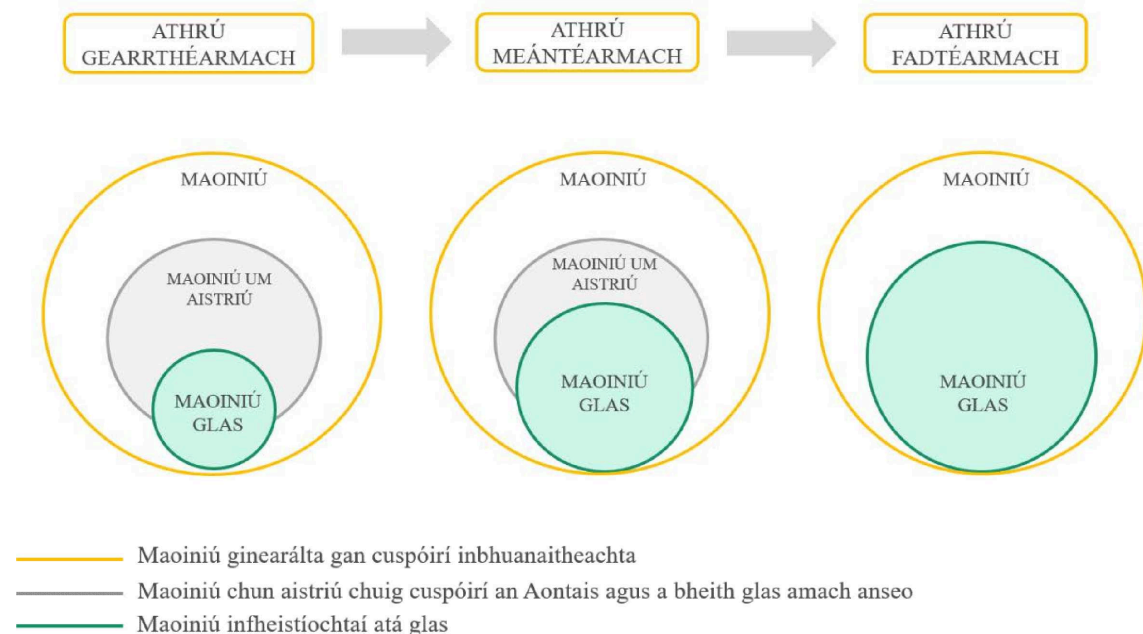 ATHRÚ
GEARRTHÉARMACH
ATHRÚ
MEÁNTÉARMACH
ATHRÚ
FADTÉARMACH
MAOINIÚ
MAOINIÚ UM
AISTRIÚ
MAOINIÚ
GLAS
MAOINIÚ
MAOINIÚ UM
AISTRIÚ
MAOINIÚ
GLAS
MAOINIÚ
MAOINIÚ
GLAS
Maoiniú ginearálta gan cuspóirí inbhuanaitheachta
Maoiniú chun aistriú chuig cuspóirí an Aontais agus a bheith glas amach anseo
Maoiniú infheistíochtaí atá glas